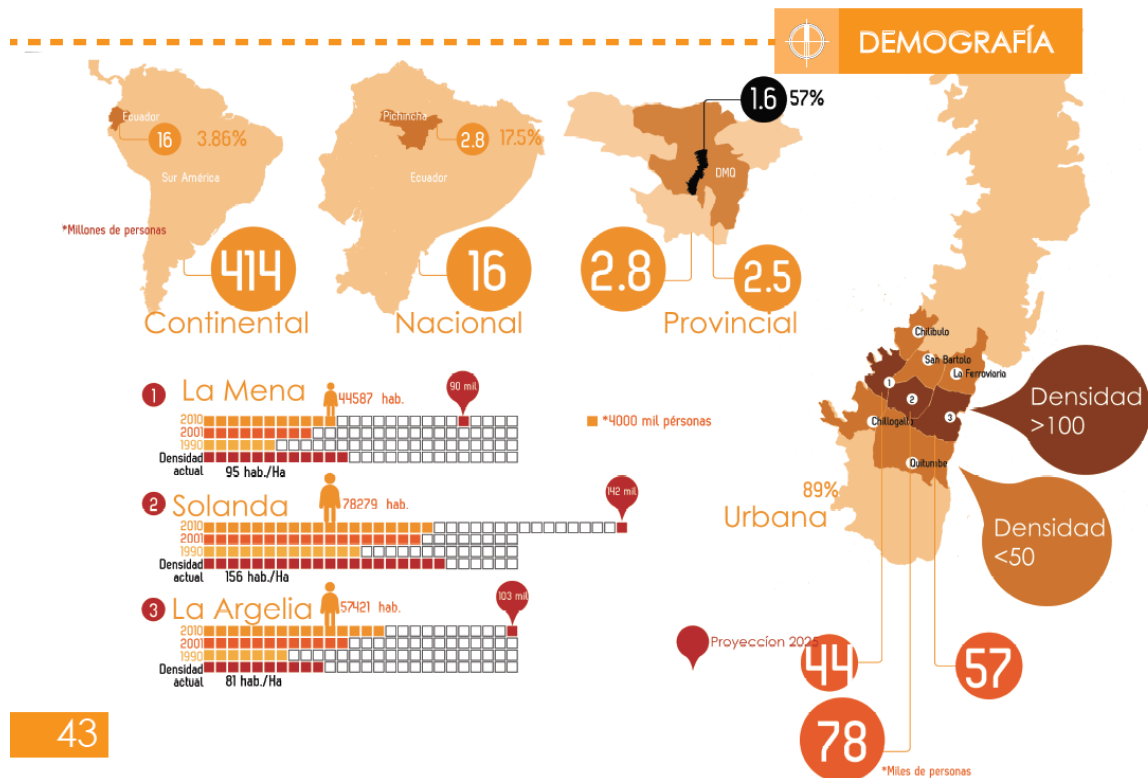 DEMOGRAFÍA
Ecuador
16 3.86%
Sur América
*Millones de personas
414
Continental
Pichincha
2.8 17.5%
Ecuador
16
Nacional
1.6 57%
DMQ
2.8
2.5
Provincial
1 La Mena
44587 hab.
90 mil
2010
2001
1990
Densidad actual
95 hab./Ha
*4000 mil pérsonas
2 Solanda
78279 hab.
142 mil
2010
2001
1990
Densidad actual
156 hab./Ha
3 La Argelia
57421 hab.
103 mil
2010
2001
1990
Densidad actual
81 hab./Ha
Proyeccíon 2025
Chilibulo
San Bartolo
La Ferroviaria
1
2
3
Chillogallo
Quitumbe
89%
Urbana
Densidad
>100
Densidad
<50
44
57
78
*Miles de personas
43